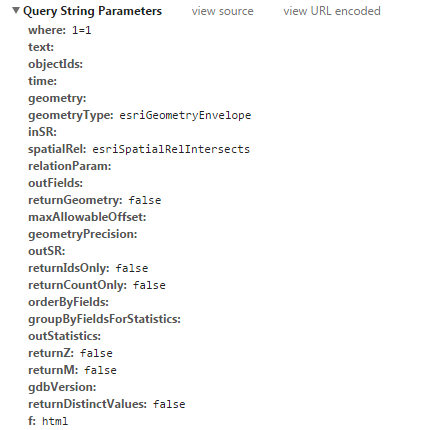 ▼ Query String Parameters view source view URL encoded
where: 1=1
text:
objectIds:
time:
geometry:
geometryType: esriGeometryEnvelope
inSR:
spatialRel: esriSpatialRelIntersects
relationParam:
outFields:
returnGeometry: false
maxAllowableOffset:
geometryPrecision:
outSR:
returnIdsOnly: false
returnCountOnly: false
orderByFields:
groupByFieldsForStatistics:
outStatistics:
returnZ: false
returnM: false
gdbVersion:
returnDistinctValues: false
f: html